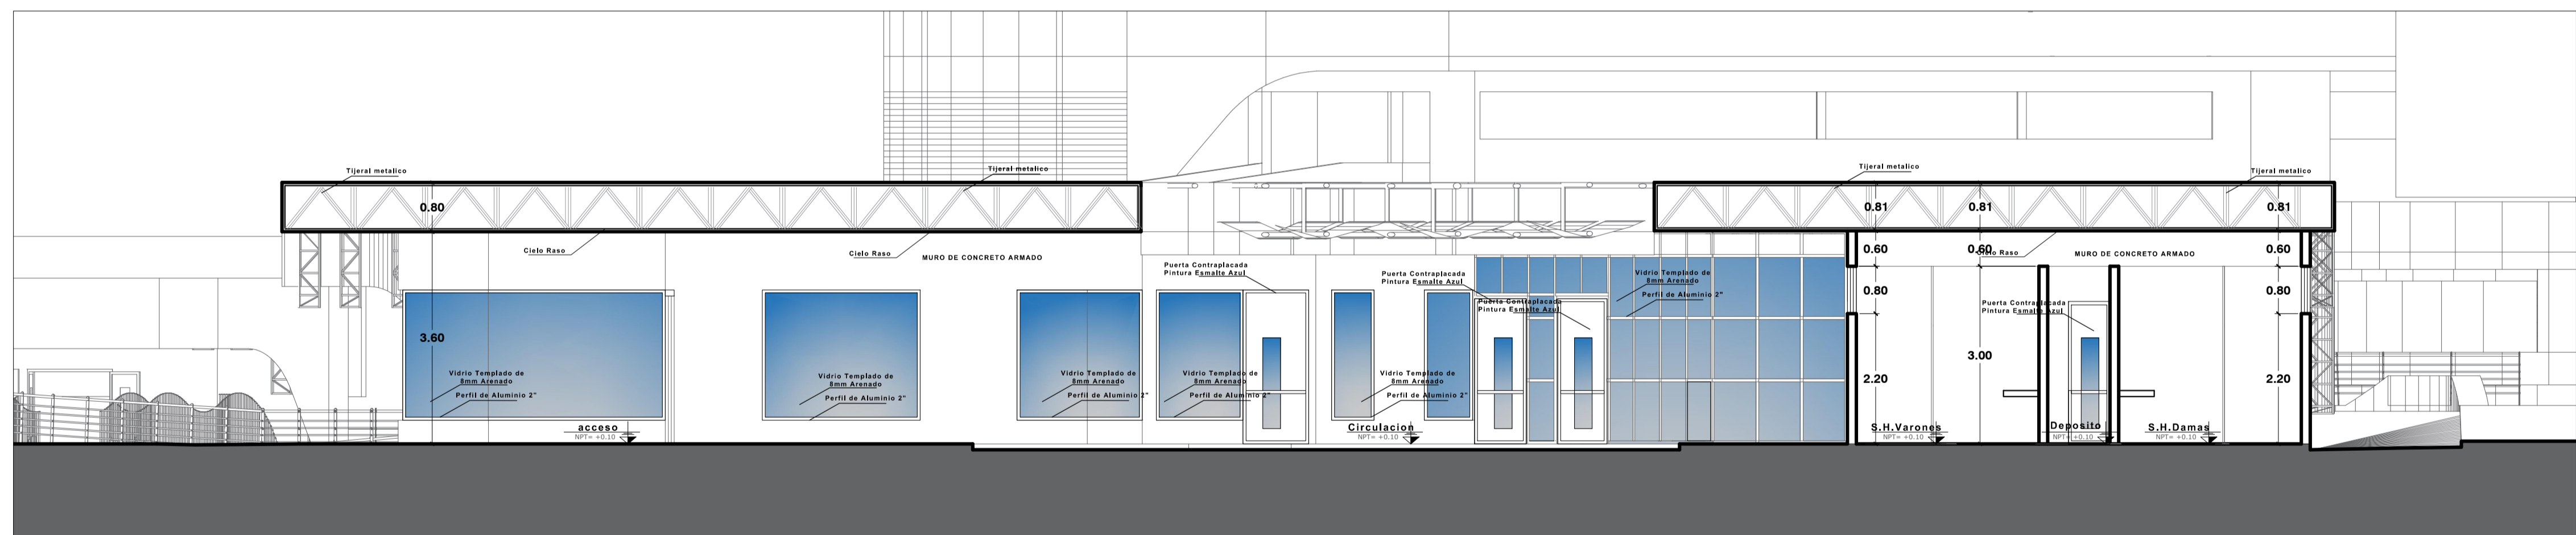 Tijeral metalico
Tijeral metalico
Tijeral metalico
Tijeral metalico
0.80
0.81
0.81
0.81
Cielo Raso
Cielo Raso
MURO DE CONCRETO ARMADO
0.60
0.60
Cielo Raso
MURO DE CONCRETO ARMADO
0.60
Puerta Contraplacada
Pintura Esmalte Azul
Puerta Contraplacada
Pintura Esmalte Azul
Vidrio Templado de
8mm Arenado
Perfil de Aluminio 2"
Puerta Contraplacada
Pintura Esmalte Azul
0.80
0.80
Puerta Contraplacada
Pintura Esmalte Azul
3.60
3.00
Vidrio Templado de
8mm Arenado
Perfil de Aluminio 2"
Vidrio Templado de
8mm Arenado
Perfil de Aluminio 2"
Vidrio Templado de
8mm Arenado
Perfil de Aluminio 2"
Vidrio Templado de
8mm Arenado
Perfil de Aluminio 2"
Vidrio Templado de
8mm Arenado
Perfil de Aluminio 2"
2.20
2.20
acceso
NPT= +0.10
Circulacion
NPT= +0.10
S.H.Varones
NPT= +0.10
Deposito
NPT= +0.10
S.H.Damas
NPT= +0.10